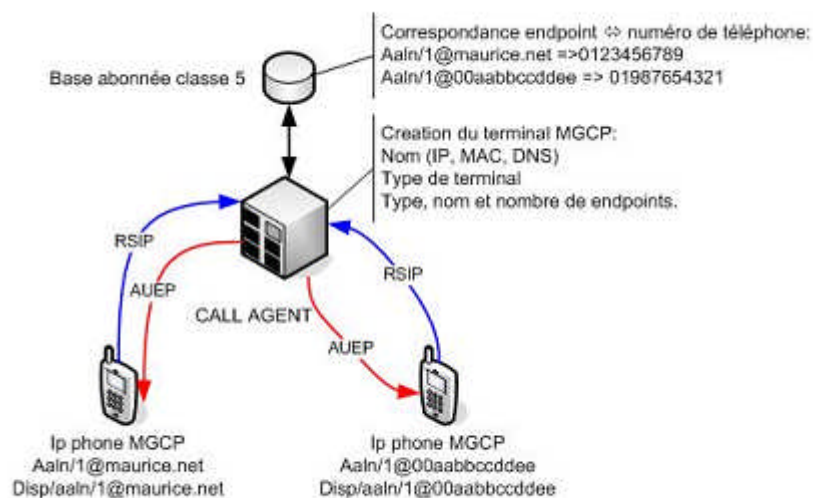 Correspondance endpoint ⇔ numéro de téléphone:
Aaln/1@maurice.net =>0123456789
Aaln/1@00aabbccddee => 01987654321
Base abonnée classe 5
Creation du terminal MGCP:
Nom (IP, MAC, DNS)
Type de terminal
Type, nom et nombre de endpoints.
RSIP
AUEP
CALL AGENT
RSIP
AUEP
Ip phone MGCP
Aaln/1@maurice.net
Disp/aaln/1@maurice.net
Ip phone MGCP
Aaln/1@00aabbccddee
Disp/aaln/1@00aabbccddee